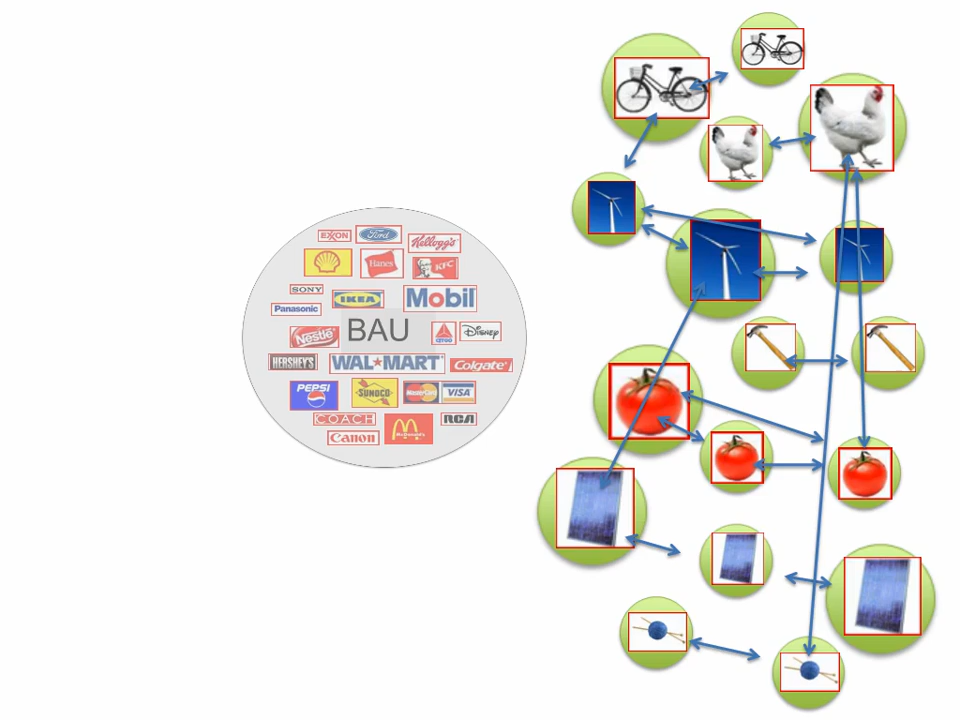 EXXON
Ford
Kellogg's
Hanes
KFC
SONY
Panasonic
IKEA
Mobil
Nestlé
BAU
CITGO
Disney
HERSHEY'S
WAL★MART
Colgate
PEPSI
SUNOCO
MasterCard
VISA
COACH
McDonald's
RCA
Canon